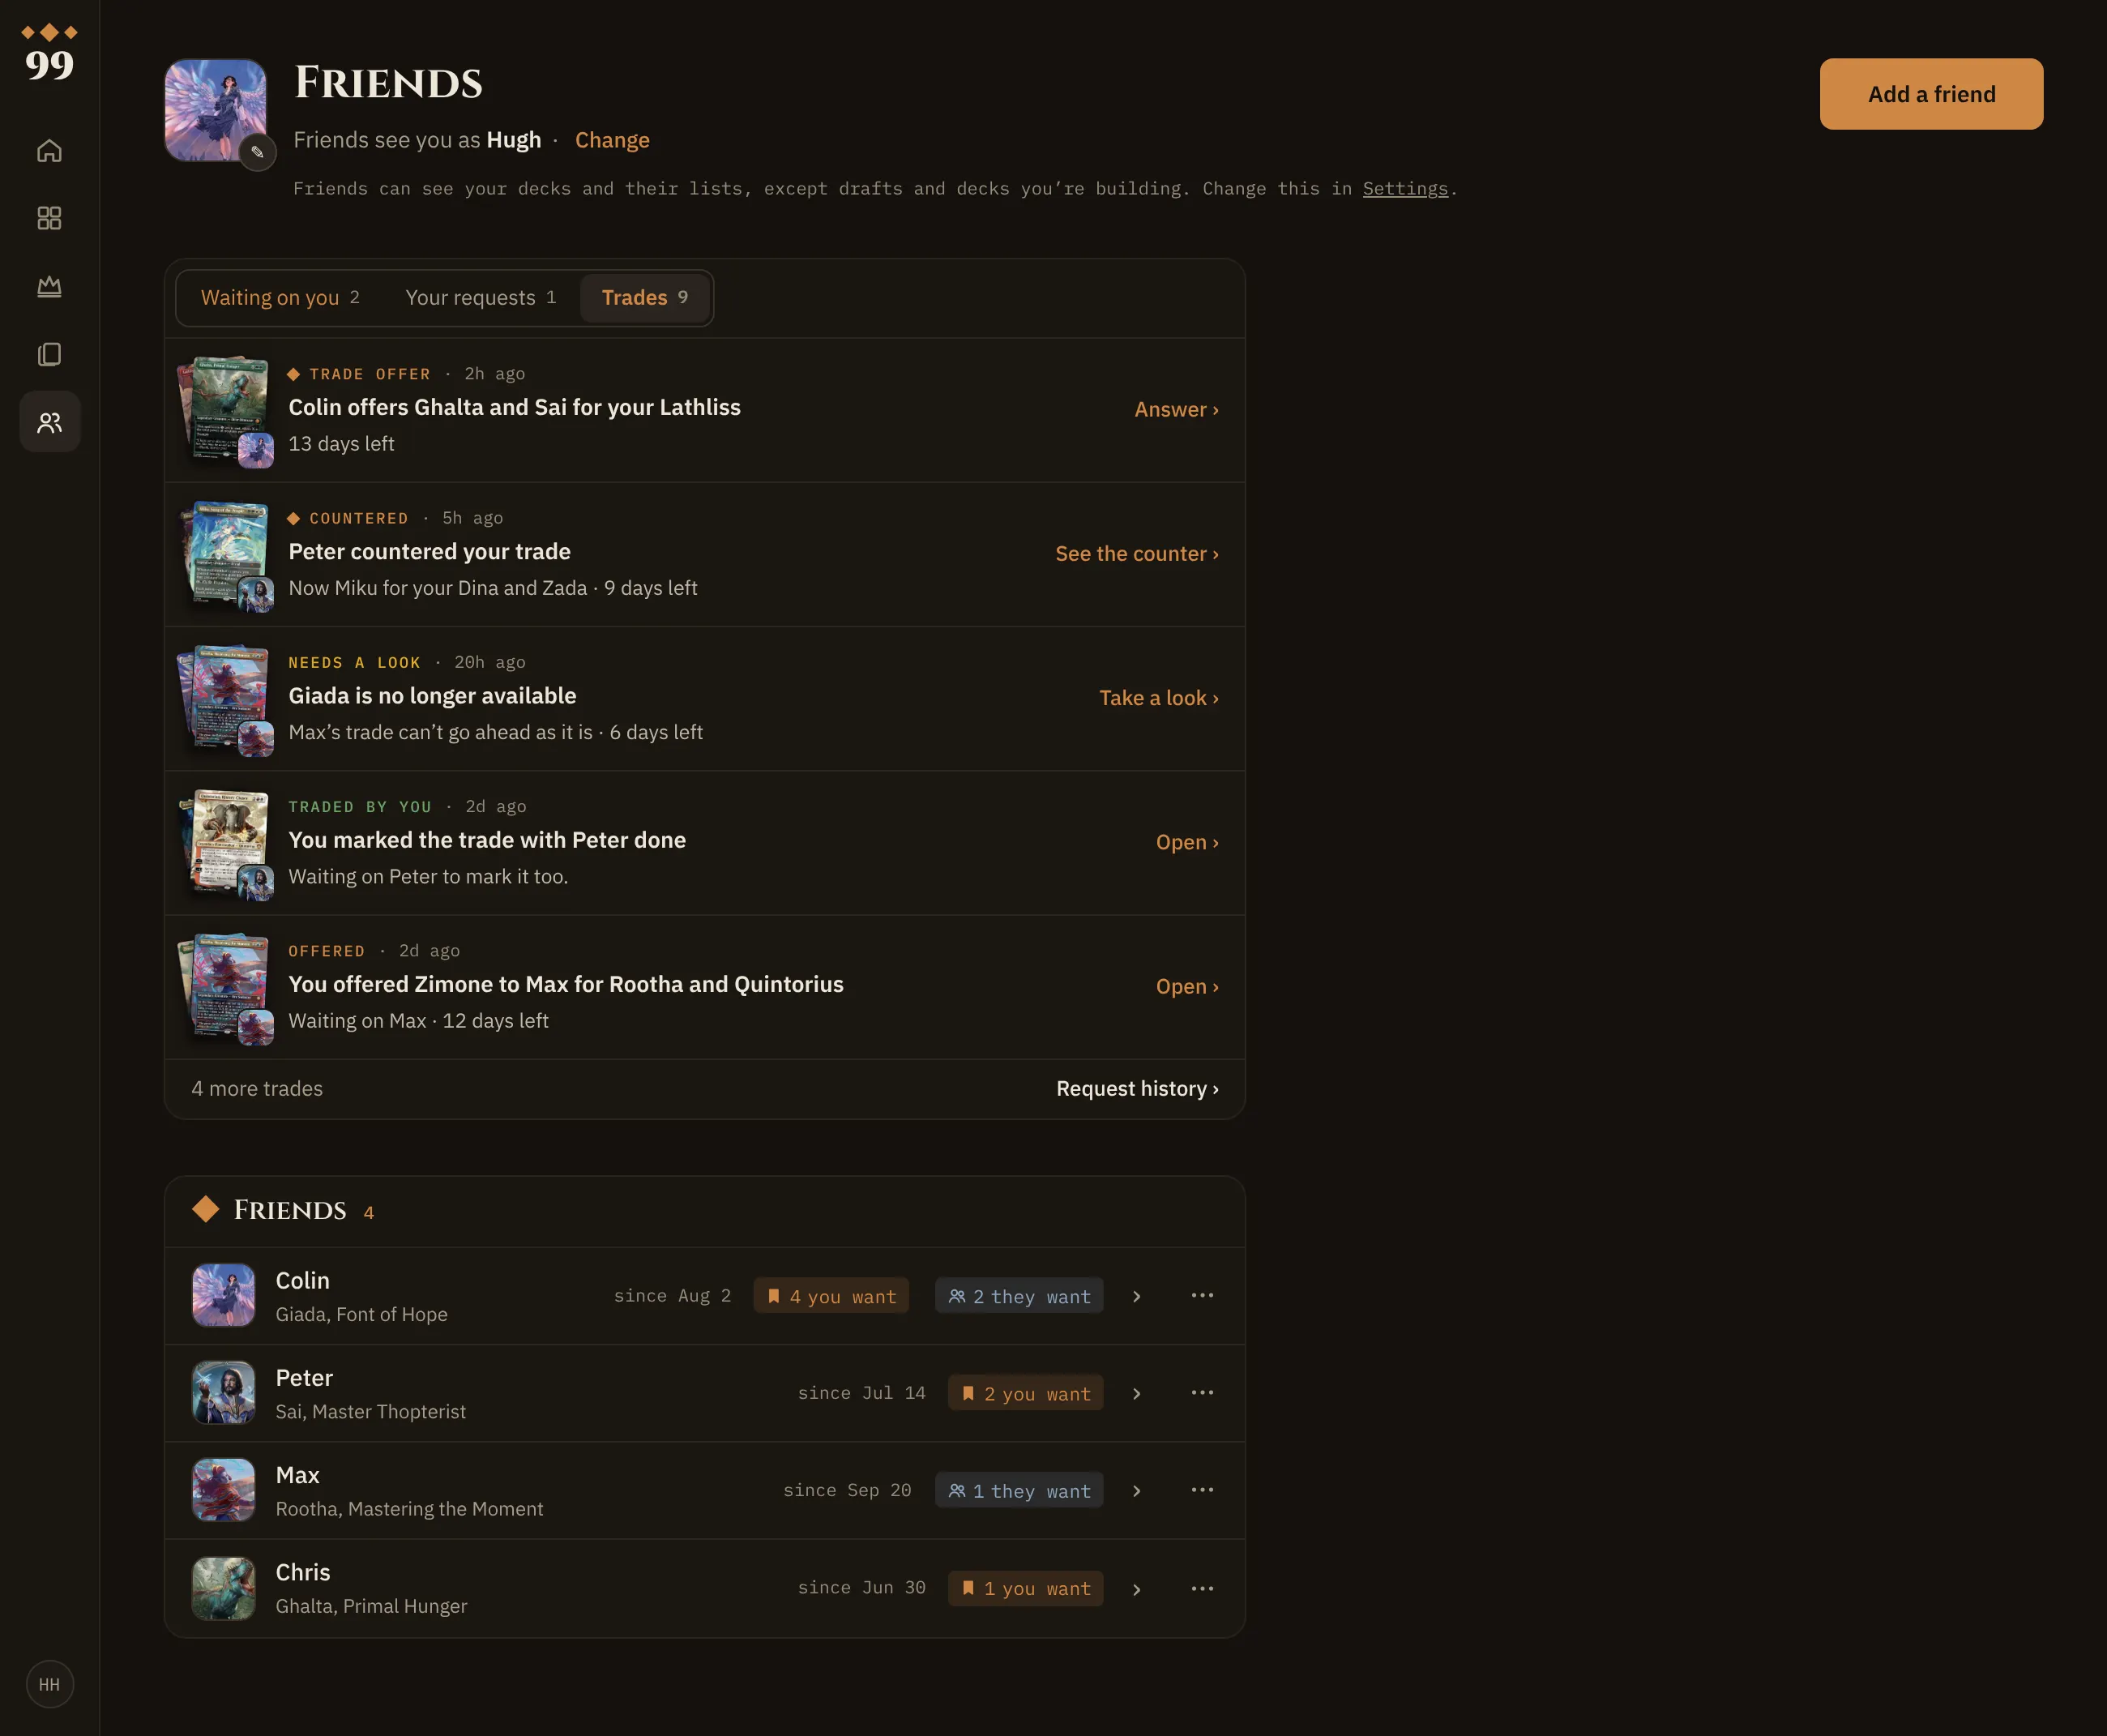 99
Friends
Add a friend
Friends see you as Hugh · Change
Friends can see your decks and their lists, except drafts and decks you’re building. Change this in Settings.
Waiting on you 2 Your requests 1 Trades 9
TRADE OFFER · 2h ago
Colin offers Ghalta and Sai for your Lathliss
13 days left
Answer ›
COUNTERED · 5h ago
Peter countered your trade
Now Miku for your Dina and Zada · 9 days left
See the counter ›
NEEDS A LOOK · 20h ago
Giada is no longer available
Max’s trade can’t go ahead as it is · 6 days left
Take a look ›
TRADED BY YOU · 2d ago
You marked the trade with Peter done
Waiting on Peter to mark it too.
Open ›
OFFERED · 2d ago
You offered Zimone to Max for Rootha and Quintorius
Waiting on Max · 12 days left
Open ›
4 more trades
Request history ›
Friends 4
Colin
Giada, Font of Hope
since Aug 2 4 you want 2 they want
Peter
Sai, Master Thopterist
since Jul 14 2 you want
Max
Rootha, Mastering the Moment
since Sep 20 1 they want
Chris
Ghalta, Primal Hunger
since Jun 30 1 you want
HH